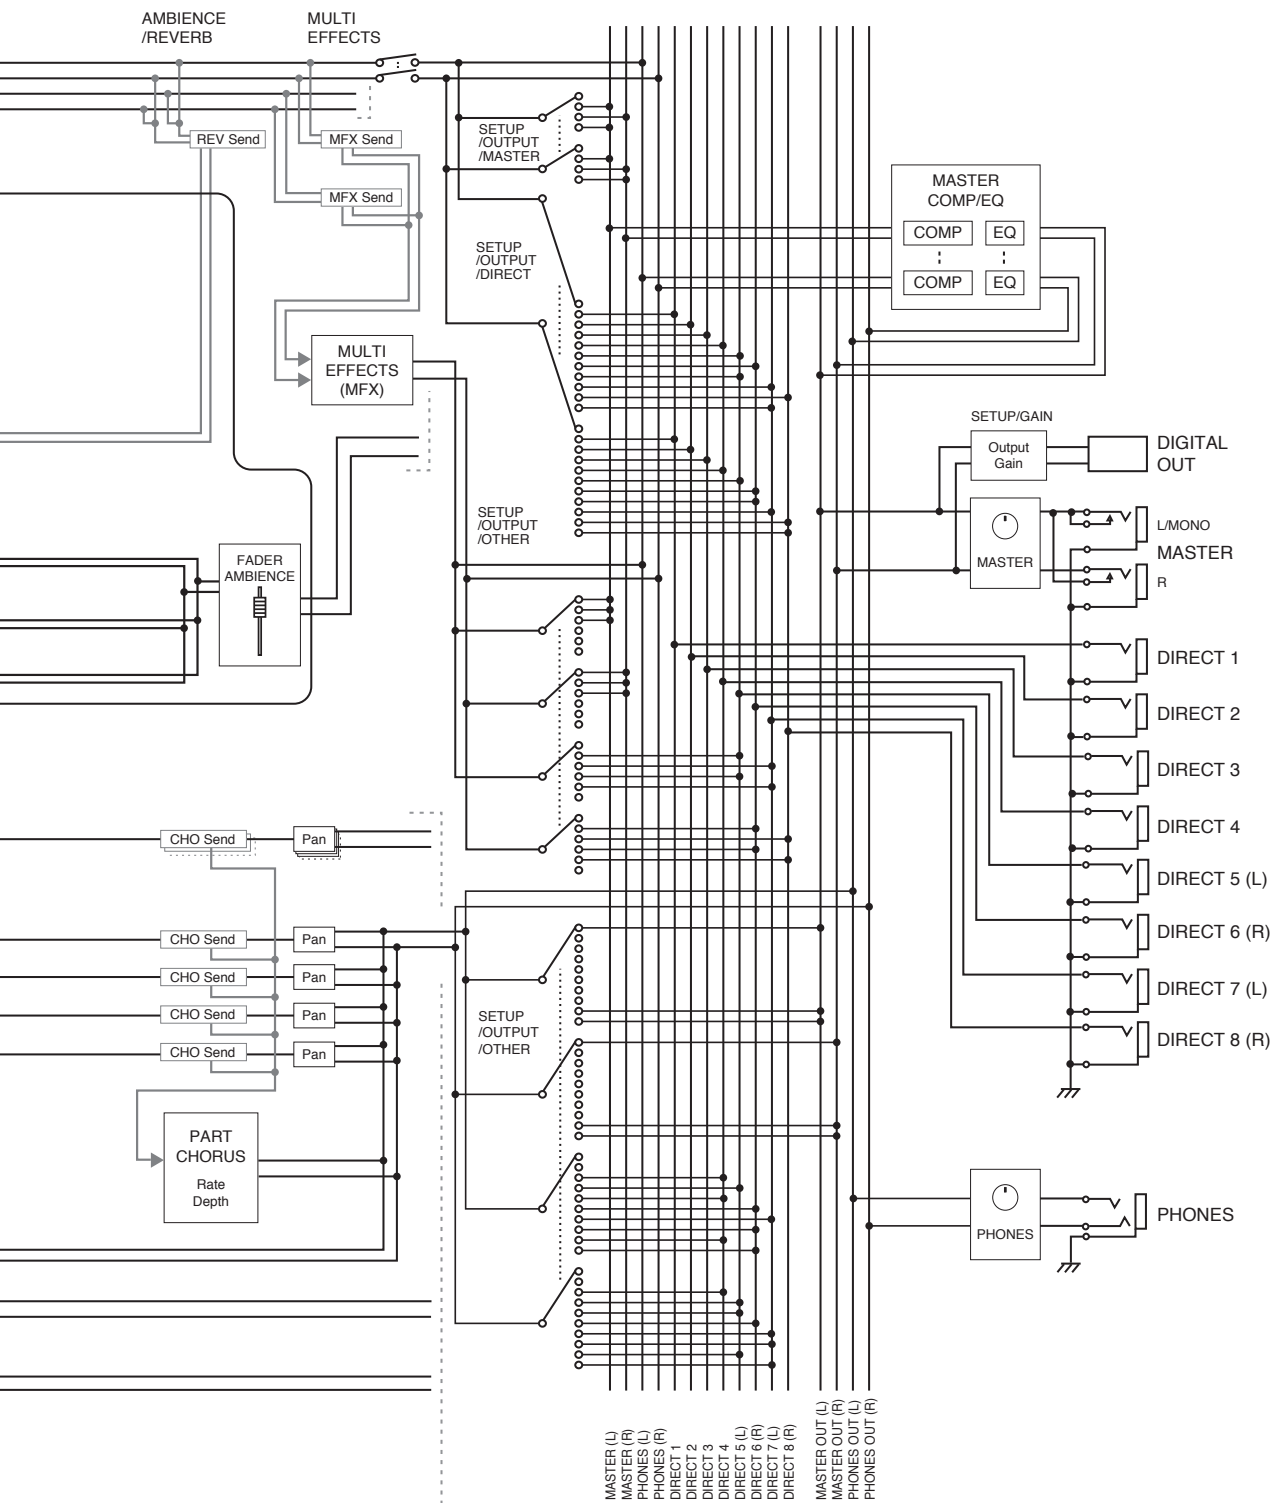 AMBIENCE
/REVERB
MULTI
EFFECTS
REV Send
MFX Send
MFX Send
SETUP
/OUTPUT
/MASTER
SETUP
/OUTPUT
/DIRECT
MASTER
COMP/EQ
COMP
EQ
COMP
EQ
MULTI
EFFECTS
(MFX)
SETUP/GAIN
Output
Gain
DIGITAL
OUT
MASTER
L/MONO
MASTER
R
SETUP
/OUTPUT
/OTHER
FADER
AMBIENCE
DIRECT 1
DIRECT 2
DIRECT 3
DIRECT 4
DIRECT 5 (L)
DIRECT 6 (R)
DIRECT 7 (L)
DIRECT 8 (R)
CHO Send
Pan
CHO Send
Pan
CHO Send
Pan
CHO Send
Pan
CHO Send
Pan
SETUP
/OUTPUT
/OTHER
PART
CHORUS
Rate
Depth
PHONES
PHONES
MASTER (L)
MASTER (R)
PHONES (L)
PHONES (R)
DIRECT 1
DIRECT 2
DIRECT 3
DIRECT 4
DIRECT 5 (L)
DIRECT 6 (R)
DIRECT 7 (L)
DIRECT 8 (R)
MASTER OUT (L)
MASTER OUT (R)
PHONES OUT (L)
PHONES OUT (R)